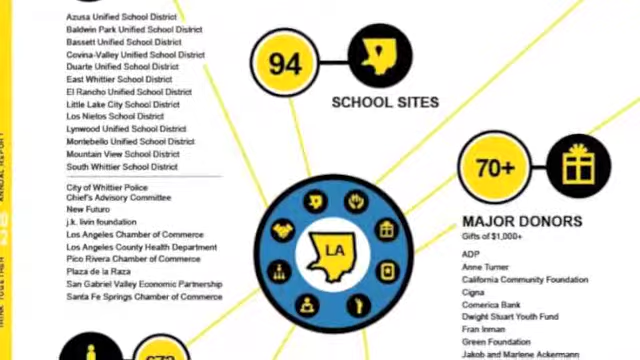 Azusa Unified School District
Baldwin Park Unified School District
Bassett Unified School District
Covina-Valley Unified School District
Duarte Unified School District
East Whittier School District
El Rancho Unified School District
Little Lake City School District
Los Nietos School District
Lynwood Unified School District
Montebello Unified School District
Mountain View School District
South Whittier School District
City of Whittier Police
Chief's Advisory Committee
New Futuro
j.k. livin foundation
Los Angeles Chamber of Commerce
Los Angeles County Health Department
Pico Rivera Chamber of Commerce
Plaza de la Raza
San Gabriel Valley Economic Partnership
Santa Fe Springs Chamber of Commerce
94
SCHOOL SITES
LA
70+
MAJOR DONORS
Gifts of $1,000+
ADP
Anne Turner
California Community Foundation
Cigna
Comerica Bank
Dwight Stuart Youth Fund
Fran Inman
Green Foundation
Jakob and Marlene Ackermann
THINK TOGETHER
ANNUAL REPORT